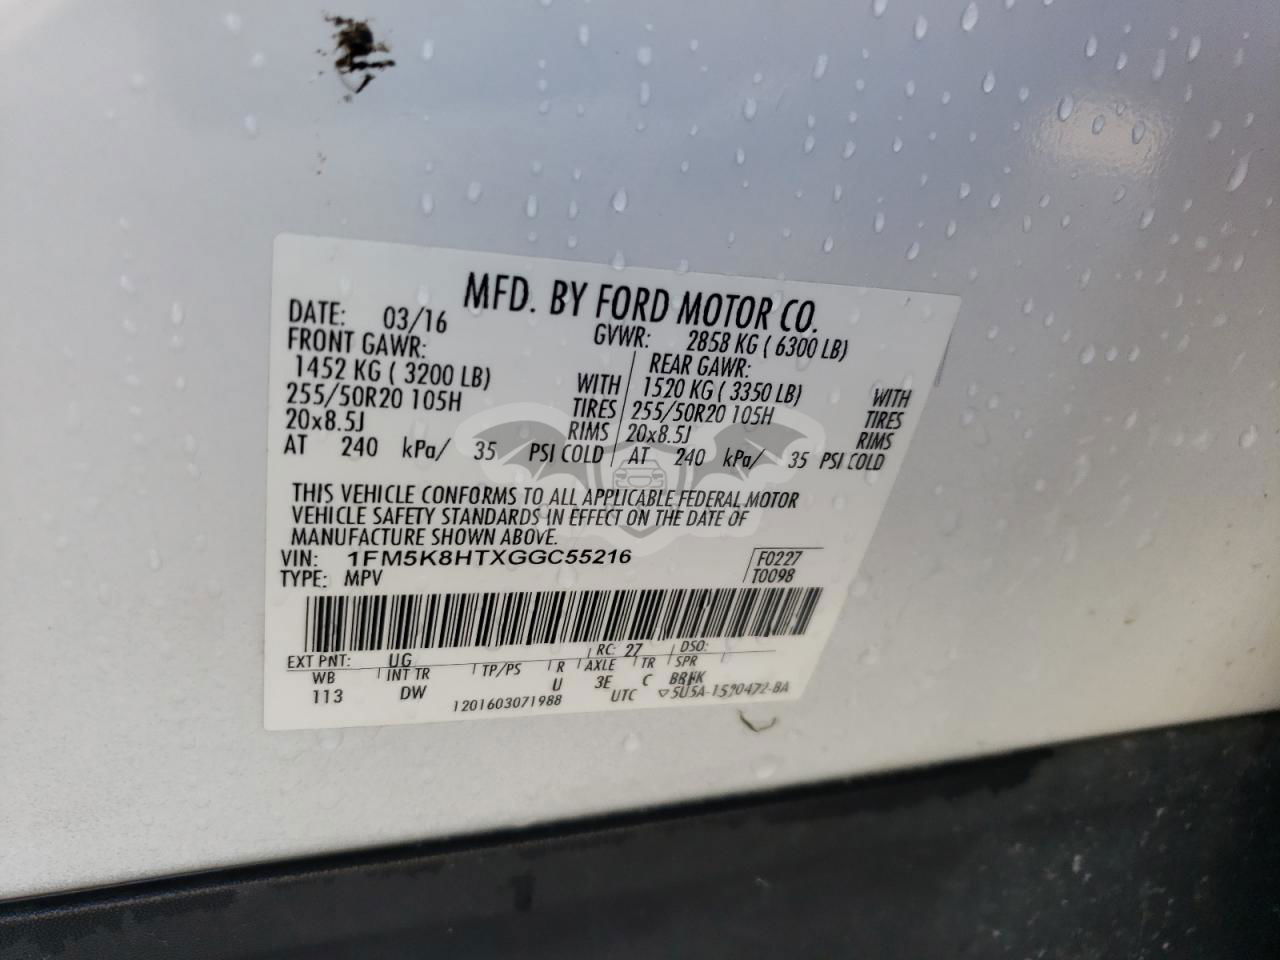 MFD. BY FORD MOTOR CO.
DATE: 03/16 GVWR: 2858 KG ( 6300 LB)
FRONT GAWR: REAR GAWR:
1452 KG ( 3200 LB) WITH 1520 KG ( 3350 LB) WITH
255/50R20 105H TIRES 255/50R20 105H TIRES
20x8.5J RIMS 20x8.5J RIMS
AT 240 kPa/ 35 PSI COLD AT 240 kPa/ 35 PSI COLD
THIS VEHICLE CONFORMS TO ALL APPLICABLE FEDERAL MOTOR
VEHICLE SAFETY STANDARDS IN EFFECT ON THE DATE OF
MANUFACTURE SHOWN ABOVE.
VIN: 1FM5K8HTXGGC55216 F0227
TYPE: MPV T0098
EXT PNT: UG RC: 27 DSO:
WB INT TR TP/PS R AXLE TR SPR
113 DW U 3E C
1201603071988 UTC